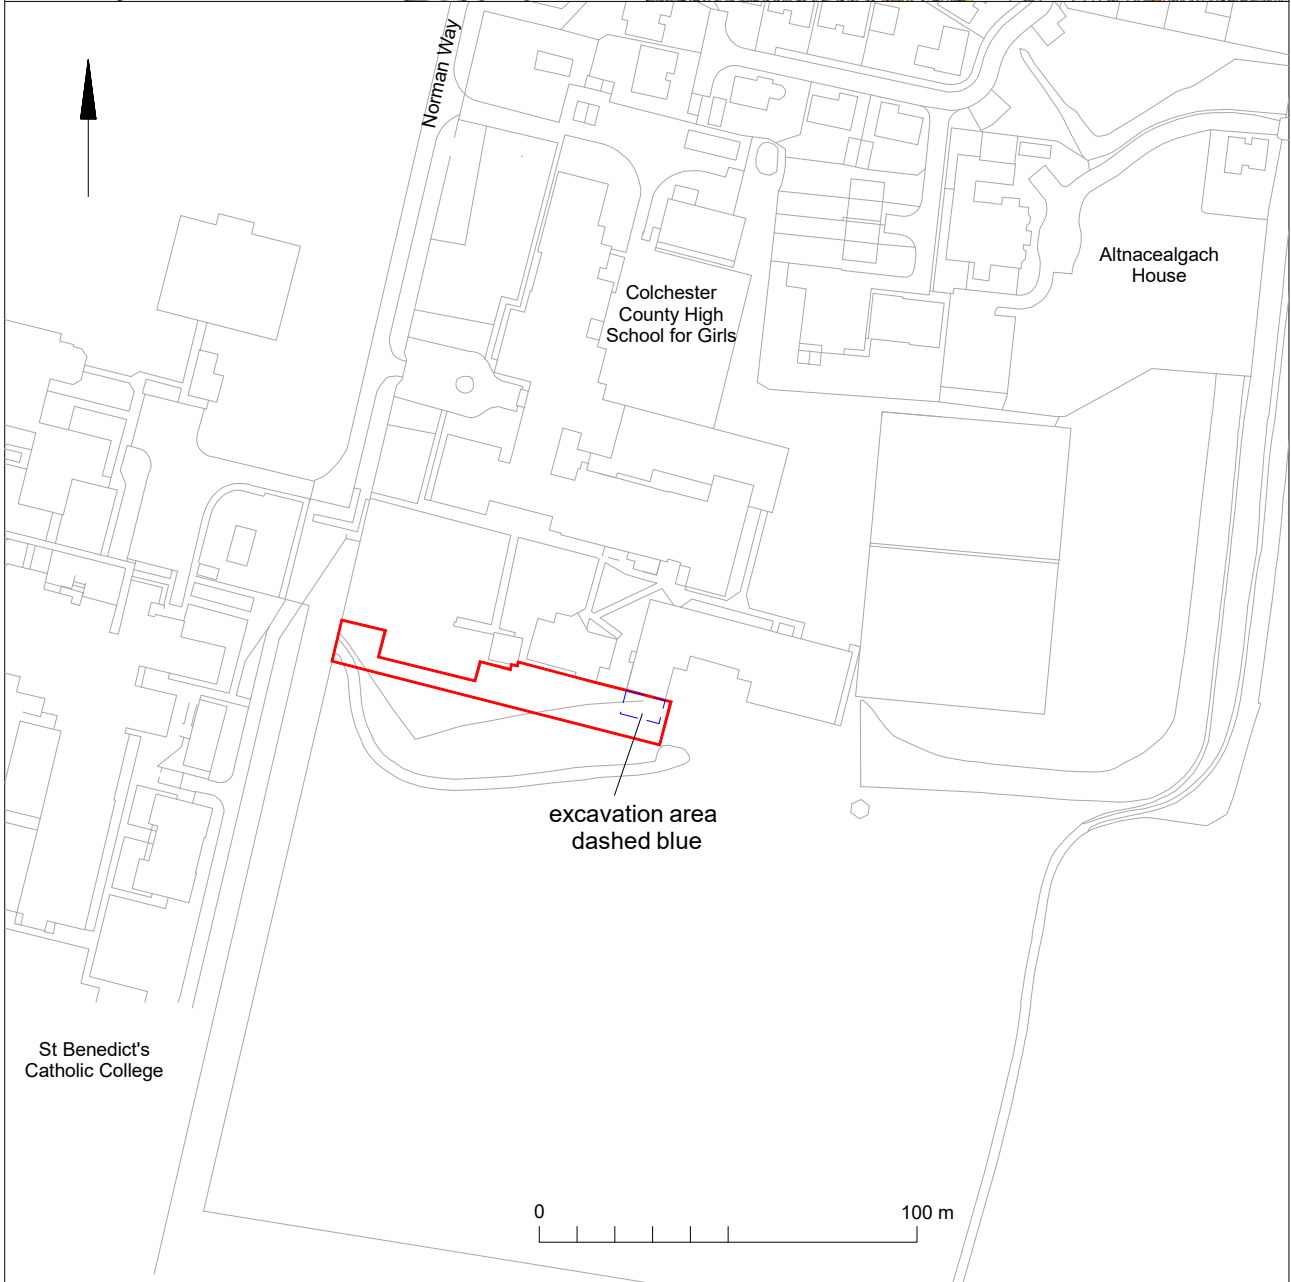 Norman Way
Altnacealgach
House
Colchester
County High
School for Girls
excavation area
dashed blue
St Benedict's
Catholic College
0
100 m